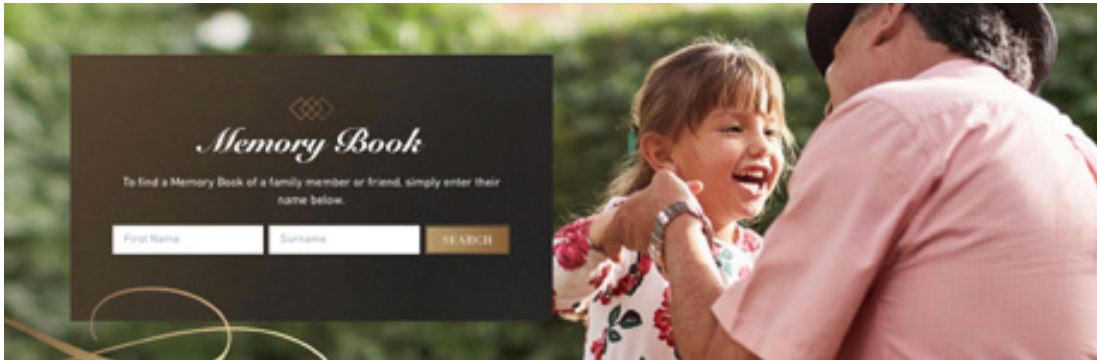 Memory Book
To find a Memory Book of a family member or friend, simply enter their
name below.
First Name
Surname
SEARCH